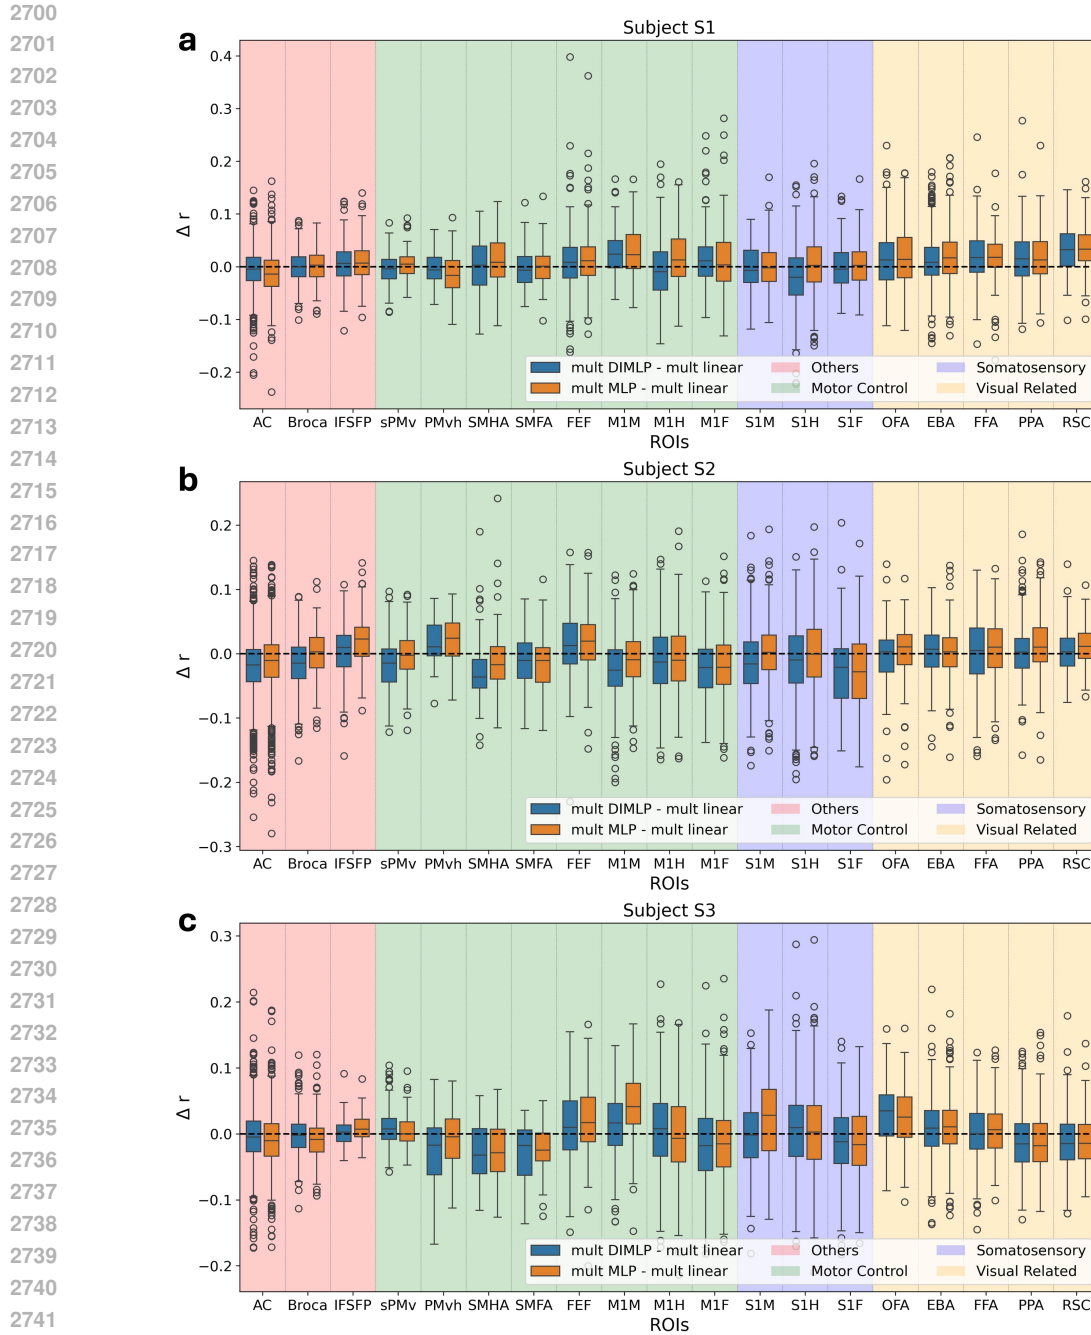 2700
2701
2702
2703
2704
2705
2706
2707
2708
2709
2710
2711
2712
2713
2714
2715
2716
2717
2718
2719
2720
2721
2722
2723
2724
2725
2726
2727
2728
2729
2730
2731
2732
2733
2734
2735
2736
2737
2738
2739
2740
2741
a
Subject S1
0.4
0.3
0.2
0.1
0.0
−0.1
−0.2
Δ r
mult DIMLP - mult linear Others Somatosensory
mult MLP - mult linear Motor Control Visual Related
AC Broca IFSFP sPMv PMvh SMHA SMFA FEF M1M M1H M1F S1M S1H S1F OFA EBA FFA PPA RSC
ROIs
b
Subject S2
0.2
0.1
0.0
−0.1
−0.2
−0.3
Δ r
mult DIMLP - mult linear Others Somatosensory
mult MLP - mult linear Motor Control Visual Related
AC Broca IFSFP sPMv PMvh SMHA SMFA FEF M1M M1H M1F S1M S1H S1F OFA EBA FFA PPA RSC
ROIs
c
Subject S3
0.3
0.2
0.1
0.0
−0.1
−0.2
Δ r
mult DIMLP - mult linear Others Somatosensory
mult MLP - mult linear Motor Control Visual Related
AC Broca IFSFP sPMv PMvh SMHA SMFA FEF M1M M1H M1F S1M S1H S1F OFA EBA FFA PPA RSC
ROIs